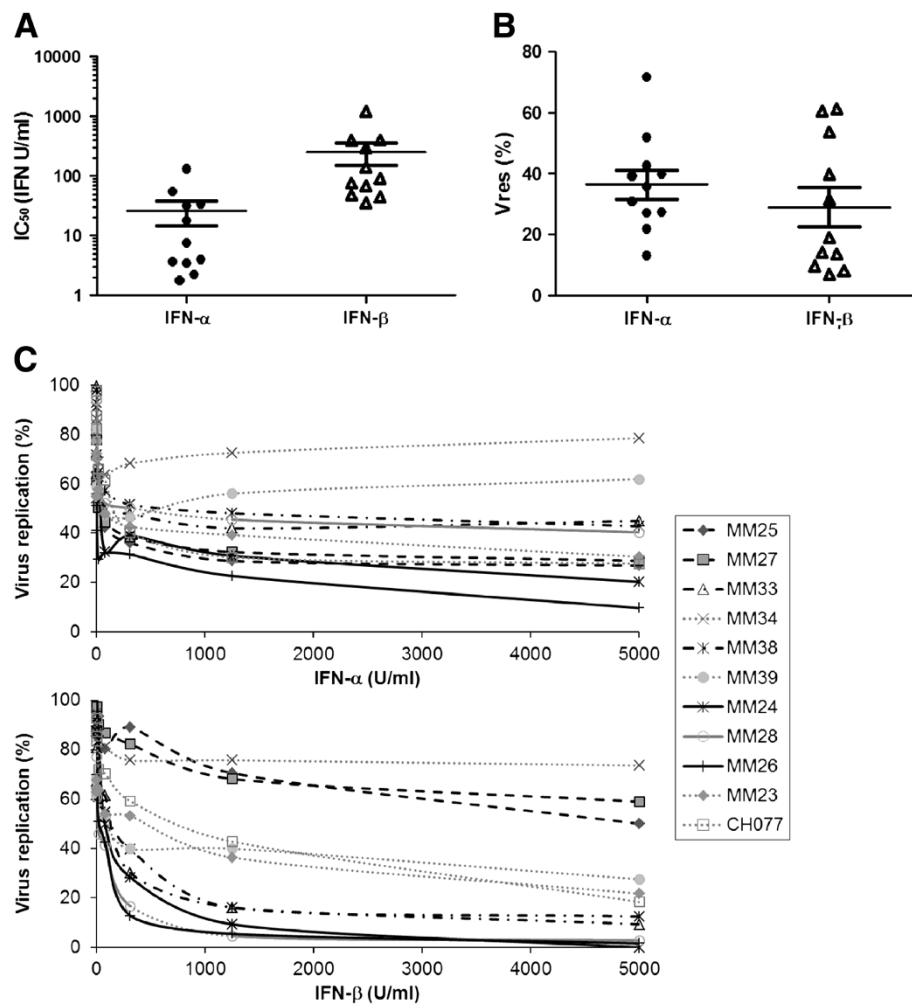 A
B
10000
1000
100
10
1
IC50 (IFN U/ml)
IFN-α
IFN-β
80
60
40
20
0
Vres (%)
IFN-α
IFN-β
C
100
80
60
40
20
0
Virus replication (%)
0 1000 2000 3000 4000 5000
IFN-α (U/ml)
100
80
60
40
20
0
Virus replication (%)
0 1000 2000 3000 4000 5000
IFN-β (U/ml)
MM25
MM27
MM33
MM34
MM38
MM39
MM24
MM28
MM26
MM23
CH077